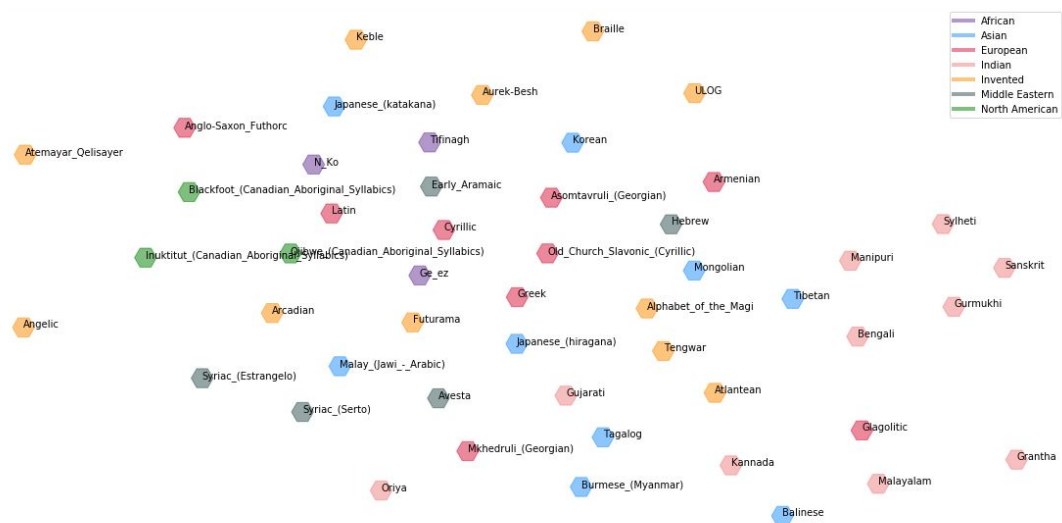 Braille
African
Asian
European
Indian
Invented
Middle Eastern
North American
Keble
Aurek-Besh
ULOG
Japanese_(katakana)
Anglo-Saxon_Futhorc
Tifinagh
Korean
Atemayar_Qelisayer
N_Ko
Armenian
Early_Aramaic
Blackfoot_(Canadian_Aboriginal_Syllabics)
Asomtavruli_(Georgian)
Latin
Hebrew
Sylheti
Cyrillic
Ojibwe_(Canadian_Aboriginal_Syllabics)
Old_Church_Slavonic_(Cyrillic)
Inuktitut_(Canadian_Aboriginal_Syllabics)
Manipuri
Sanskrit
Mongolian
Ge_ez
Greek
Tibetan
Gurmukhi
Alphabet_of_the_Magi
Arcadian
Futurama
Angelic
Bengali
Japanese_(hiragana)
Tengwar
Malay_(Jawi_-_Arabic)
Syriac_(Estrangelo)
Atlantean
Gujarati
Avesta
Syriac_(Serto)
Glagolitic
Tagalog
Mkhedruli_(Georgian)
Grantha
Kannada
Malayalam
Burmese_(Myanmar)
Oriya
Balinese